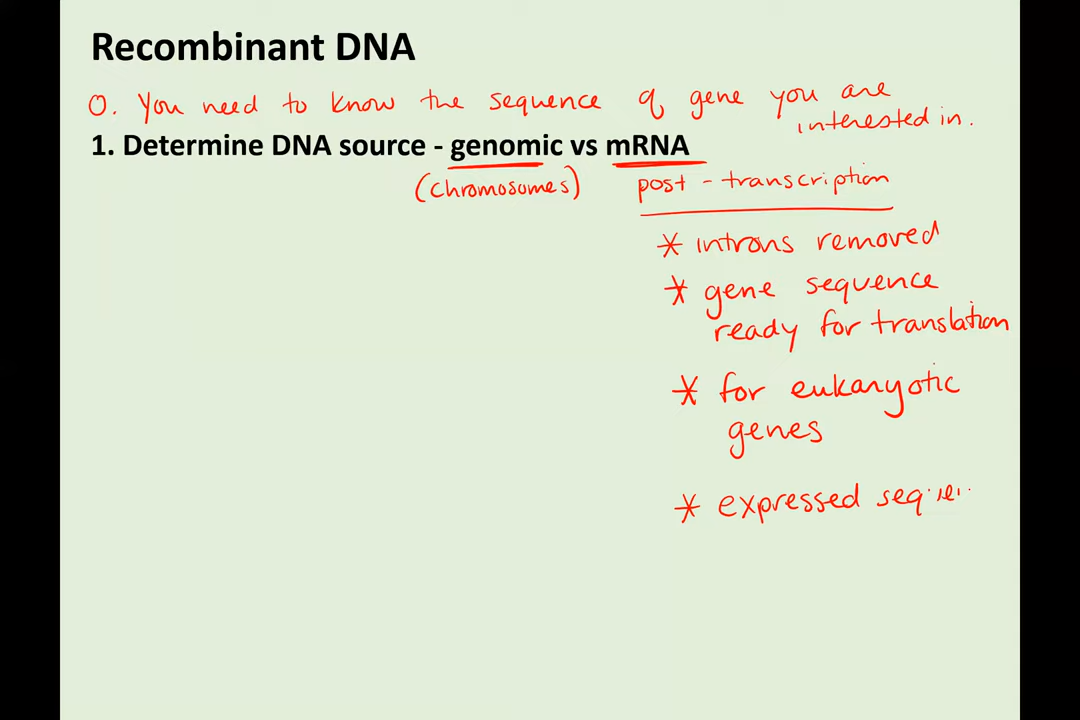 Recombinant DNA
0. You need to know the sequence of gene you are
interested in.
1. Determine DNA source - genomic vs mRNA
(chromosomes) post - transcription
* introns removed
* gene sequence
ready for translation
* for eukaryotic
genes
* expressed